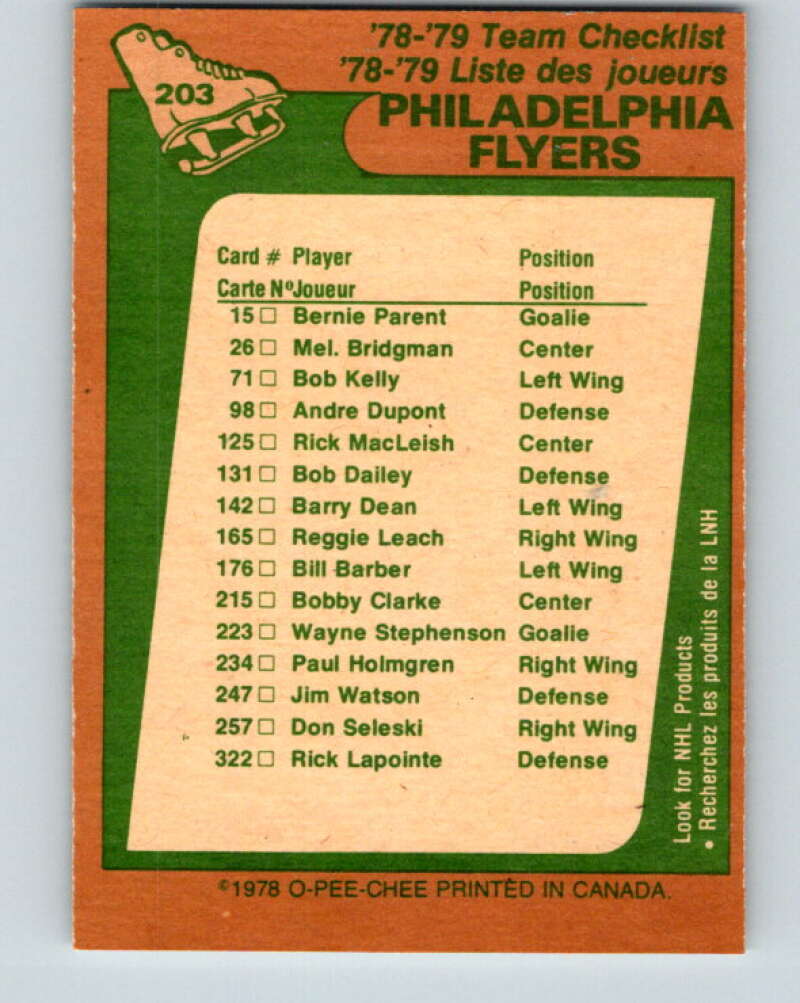 203
'78-'79 Team Checklist
'78-'79 Liste des joueurs
PHILADELPHIA
FLYERS
Card # Player Position
Carte Nº Joueur Position
15 □ Bernie Parent Goalie
26 □ Mel. Bridgman Center
71 □ Bob Kelly Left Wing
98 □ Andre Dupont Defense
125 □ Rick MacLeish Center
131 □ Bob Dailey Defense
142 □ Barry Dean Left Wing
165 □ Reggie Leach Right Wing
176 □ Bill Barber Left Wing
215 □ Bobby Clarke Center
223 □ Wayne Stephenson Goalie
234 □ Paul Holmgren Right Wing
247 □ Jim Watson Defense
257 □ Don Seleski Right Wing
322 □ Rick Lapointe Defense
Look for NHL Products
• Recherchez les produits de la LNH
©1978 O-PEE-CHEE PRINTED IN CANADA.